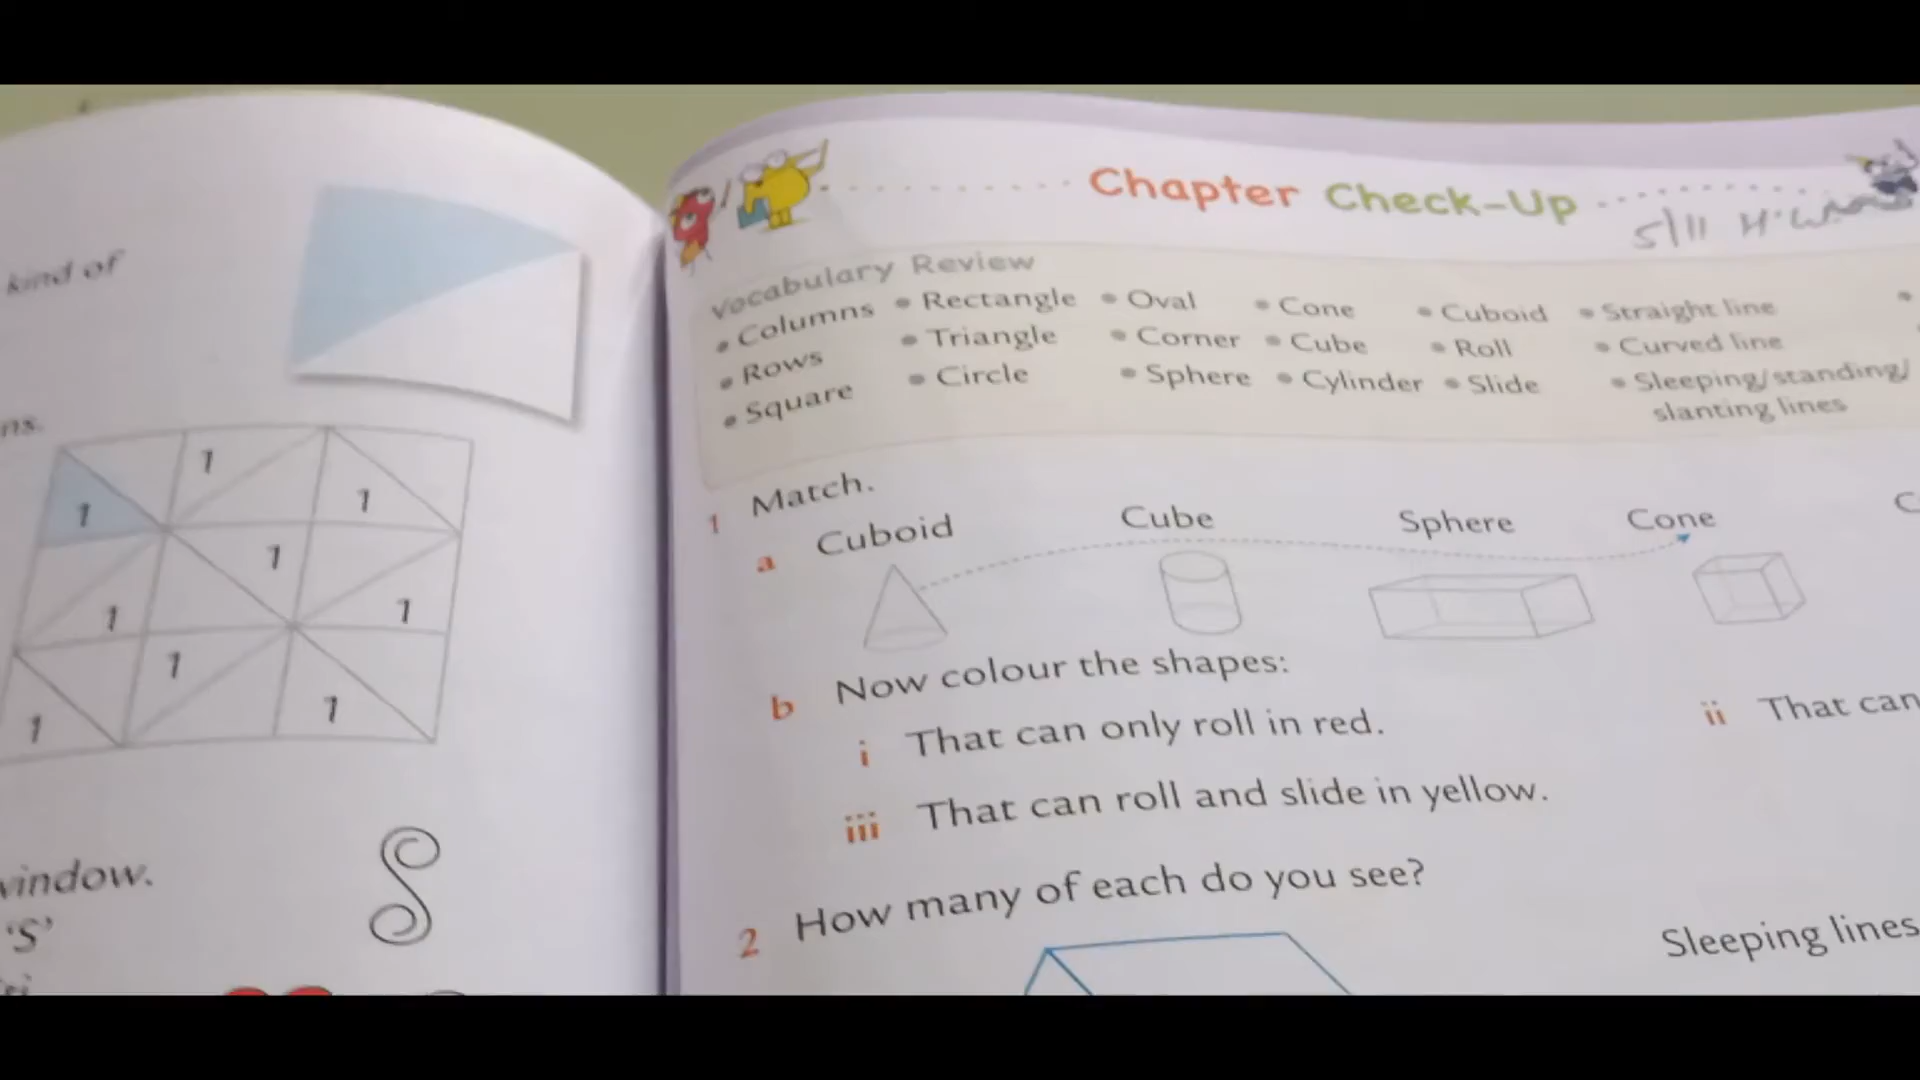 kind of
ns.
1
1
1
1
1
1
1
1
1
window.
'S'
Chapter Check-Up
5/11
Vocabulary Review
• Columns • Rectangle • Oval • Cone • Cuboid • Straight line
• Rows • Triangle • Corner • Cube • Roll • Curved line
• Square • Circle • Sphere • Cylinder • Slide • Sleeping/standing/
slanting lines
1 Match.
a Cuboid Cube Sphere Cone C
b Now colour the shapes:
i That can only roll in red. ii That can
iii That can roll and slide in yellow.
2 How many of each do you see?
Sleeping lines